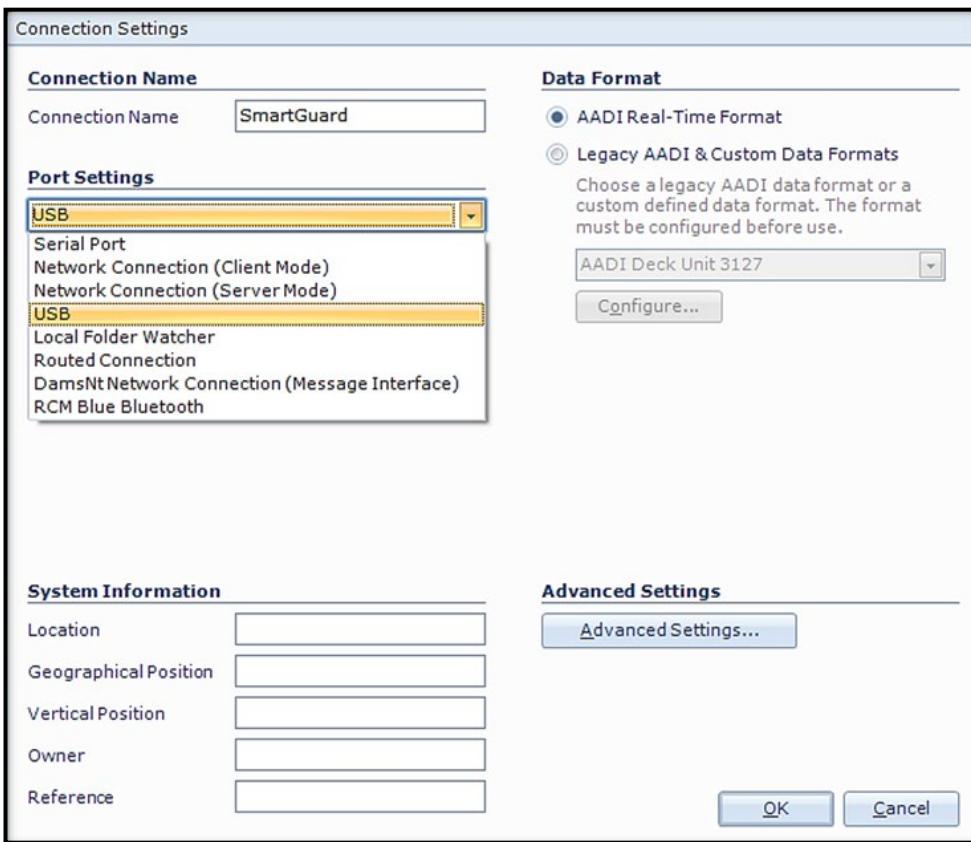 Connection Settings
Connection Name
Connection Name
SmartGuard
Port Settings
USB
Serial Port
Network Connection (Client Mode)
Network Connection (Server Mode)
USB
Local Folder Watcher
Routed Connection
DamsNt Network Connection (Message Interface)
RCM Blue Bluetooth
Data Format
AADI Real-Time Format
Legacy AADI & Custom Data Formats
Choose a legacy AADI data format or a
custom defined data format. The format
must be configured before use.
AADI Deck Unit 3127
Configure...
System Information
Location
Geographical Position
Vertical Position
Owner
Reference
Advanced Settings
Advanced Settings...
OK
Cancel